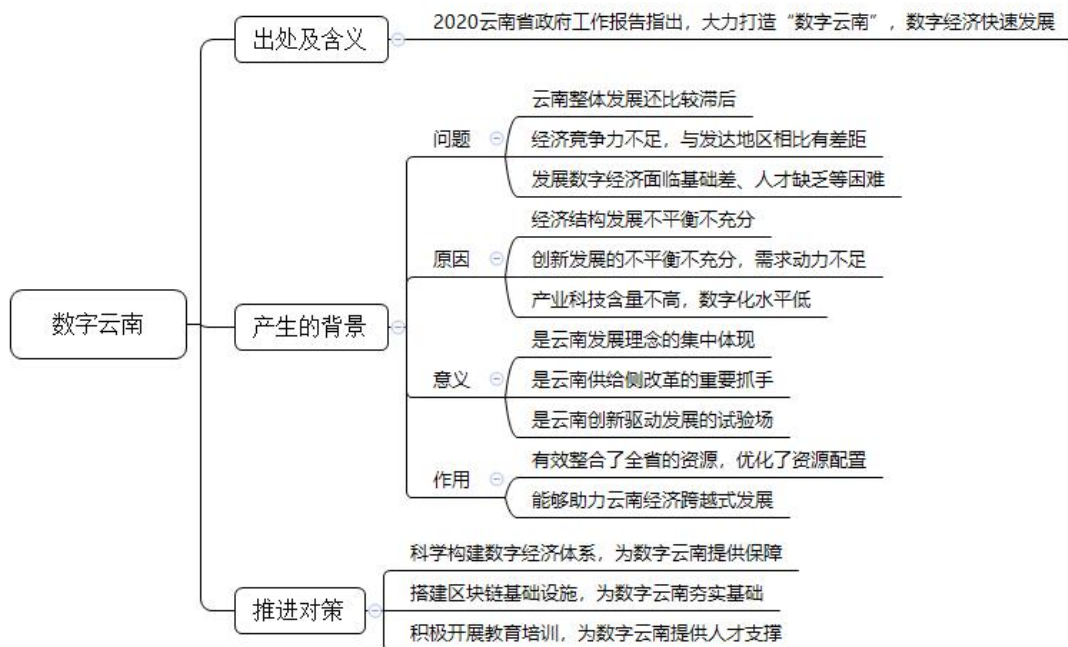 2020云南省政府工作报告指出，大力打造“数字云南”，数字经济快速发展
出处及含义
云南整体发展还比较滞后
问题
经济竞争力不足，与发达地区相比有差距
发展数字经济面临基础差、人才缺乏等困难
经济结构发展不平衡不充分
原因
创新发展的不平衡不充分，需求动力不足
产业科技含量不高，数字化水平低
数字云南
产生的背景
是云南发展理念的集中体现
意义
是云南供给侧改革的重要抓手
是云南创新驱动发展的试验场
有效整合了全省的资源，优化了资源配置
作用
能够助力云南经济跨越式发展
科学构建数字经济体系，为数字云南提供保障
推进对策
搭建区块链基础设施，为数字云南夯实基础
积极开展教育培训，为数字云南提供人才支撑